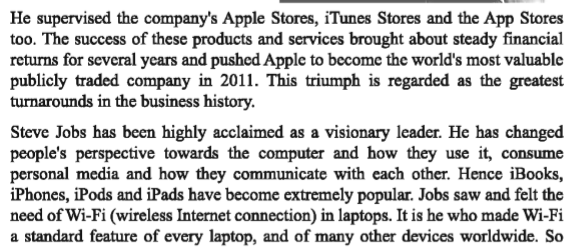 He supervised the company's Apple Stores, iTunes Stores and the App Stores
too. The success of these products and services brought about steady financial
returns for several years and pushed Apple to become the world's most valuable
publicly traded company in 2011. This triumph is regarded as the greatest
turnarounds in the business history.
Steve Jobs has been highly acclaimed as a visionary leader. He has changed
people's perspective towards the computer and how they use it, consume
personal media and how they communicate with each other. Hence iBooks,
iPhones, iPods and iPads have become extremely popular. Jobs saw and felt the
need of Wi-Fi (wireless Internet connection) in laptops. It is he who made Wi-Fi
a standard feature of every laptop, and of many other devices worldwide. So